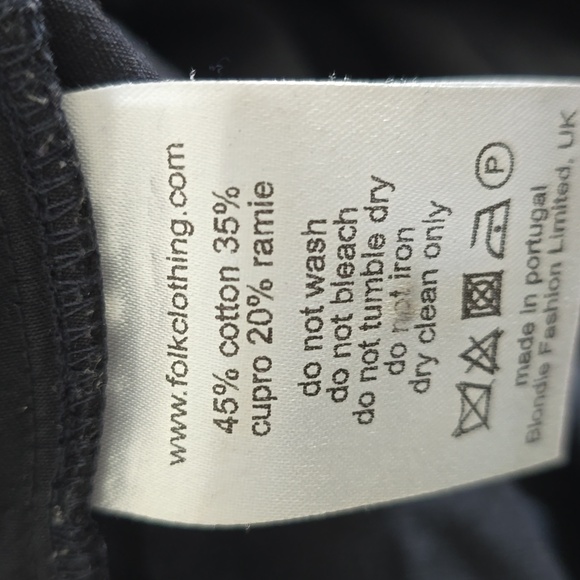 www.folkclothing.com
45% cotton 35%
cupro 20% ramie
do not wash
do not bleach
do not tumble dry
do not iron
dry clean only
P
made in portugal
Blondie Fashion Limited, UK